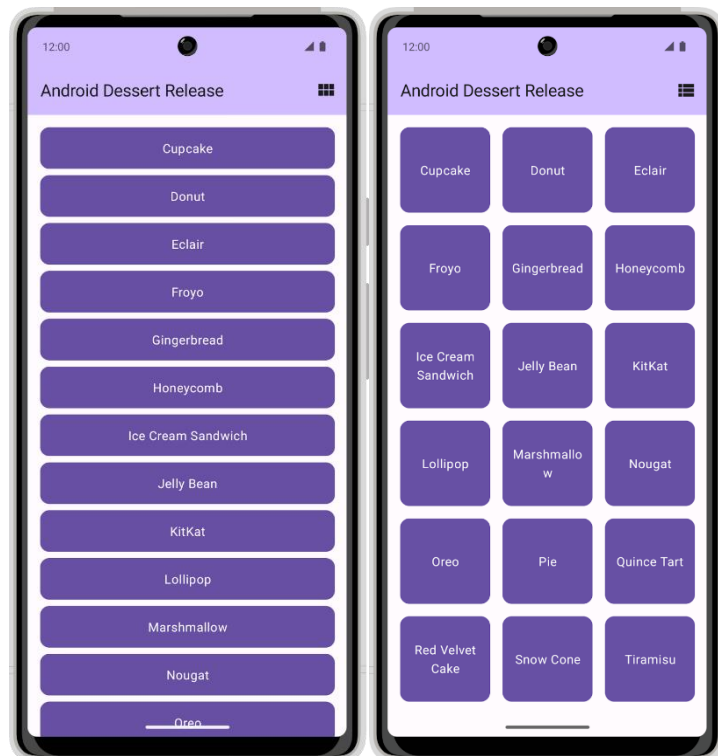 12:00
Android Dessert Release
Cupcake
Donut
Eclair
Froyo
Gingerbread
Honeycomb
Ice Cream Sandwich
Jelly Bean
KitKat
Lollipop
Marshmallow
Nougat
Oreo
12:00
Android Dessert Release
Cupcake
Donut
Eclair
Froyo
Gingerbread
Honeycomb
Ice Cream
Sandwich
Jelly Bean
KitKat
Lollipop
Marshmallo
w
Nougat
Oreo
Pie
Quince Tart
Red Velvet
Cake
Snow Cone
Tiramisu